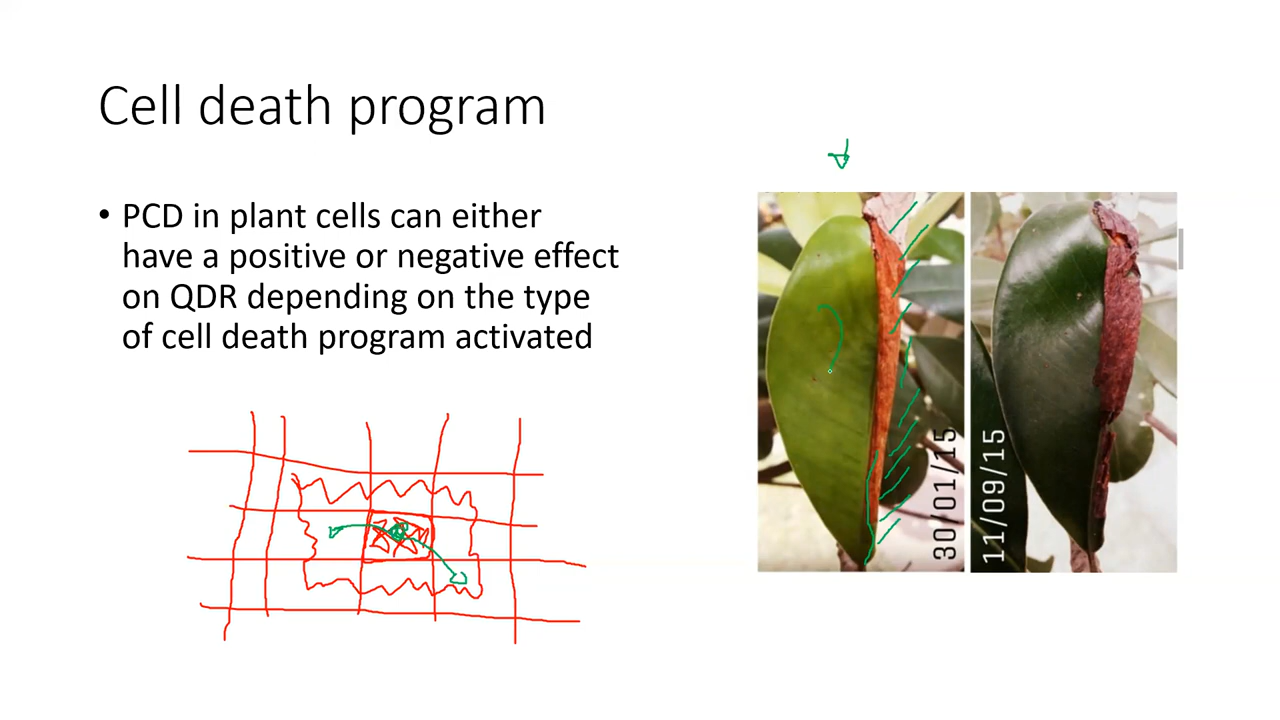 Cell death program
• PCD in plant cells can either
have a positive or negative effect
on QDR depending on the type
of cell death program activated
30/01/15
11/09/15